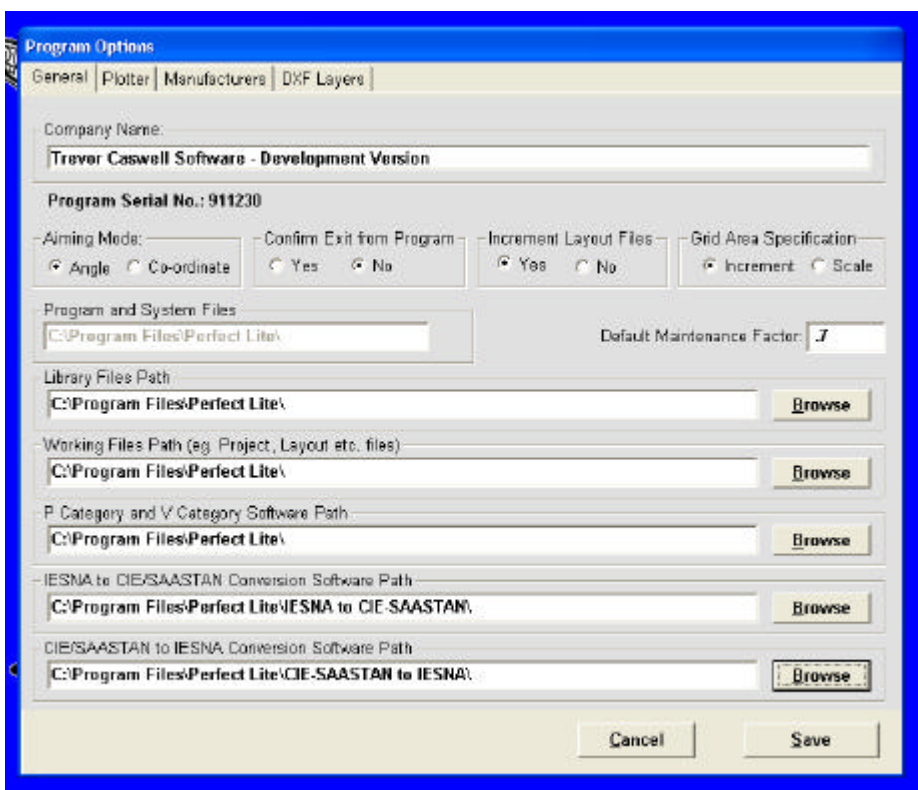 Program Options
General Plotter Manufacturers DXF Layers
Company Name:
Trevor Caswell Software - Development Version
Program Serial No.: 911230
Aiming Mode: Confirm Exit from Program Increment Layout Files Grid Area Specification
Angle Co-ordinate Yes No Yes No Increment Scale
Program and System Files
C:\Program Files\Perfect Lite\ Default Maintenance Factor: .7
Library Files Path
C:\Program Files\Perfect Lite\ Browse
Working Files Path (eg. Project, Layout etc. files)
C:\Program Files\Perfect Lite\ Browse
P Category and V Category Software Path
C:\Program Files\Perfect Lite\ Browse
IESNA to CIE/SAASTAN Conversion Software Path
C:\Program Files\Perfect Lite\IESNA to CIE-SAASTAN\ Browse
CIE/SAASTAN to IESNA Conversion Software Path
C:\Program Files\Perfect Lite\CIE-SAASTAN to IESNA\ Browse
Cancel Save